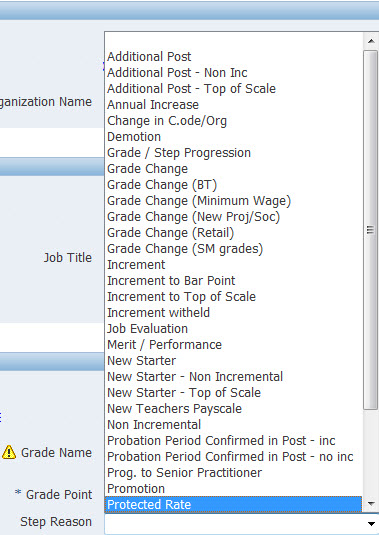 Additional Post
Additional Post - Non Inc
Additional Post - Top of Scale
Annual Increase
Change in C.ode/Org
Demotion
Grade / Step Progression
Grade Change
Grade Change (BT)
Grade Change (Minimum Wage)
Grade Change (New Proj/Soc)
Grade Change (Retail)
Grade Change (SM grades)
Increment
Increment to Bar Point
Increment to Top of Scale
Increment witheld
Job Evaluation
Merit / Performance
New Starter
New Starter - Non Incremental
New Starter - Top of Scale
New Teachers Payscale
Non Incremental
Probation Period Confirmed in Post - inc
Probation Period Confirmed in Post - no inc
Prog. to Senior Practitioner
Promotion
Protected Rate
ganization Name
Job Title
Grade Name
* Grade Point
Step Reason